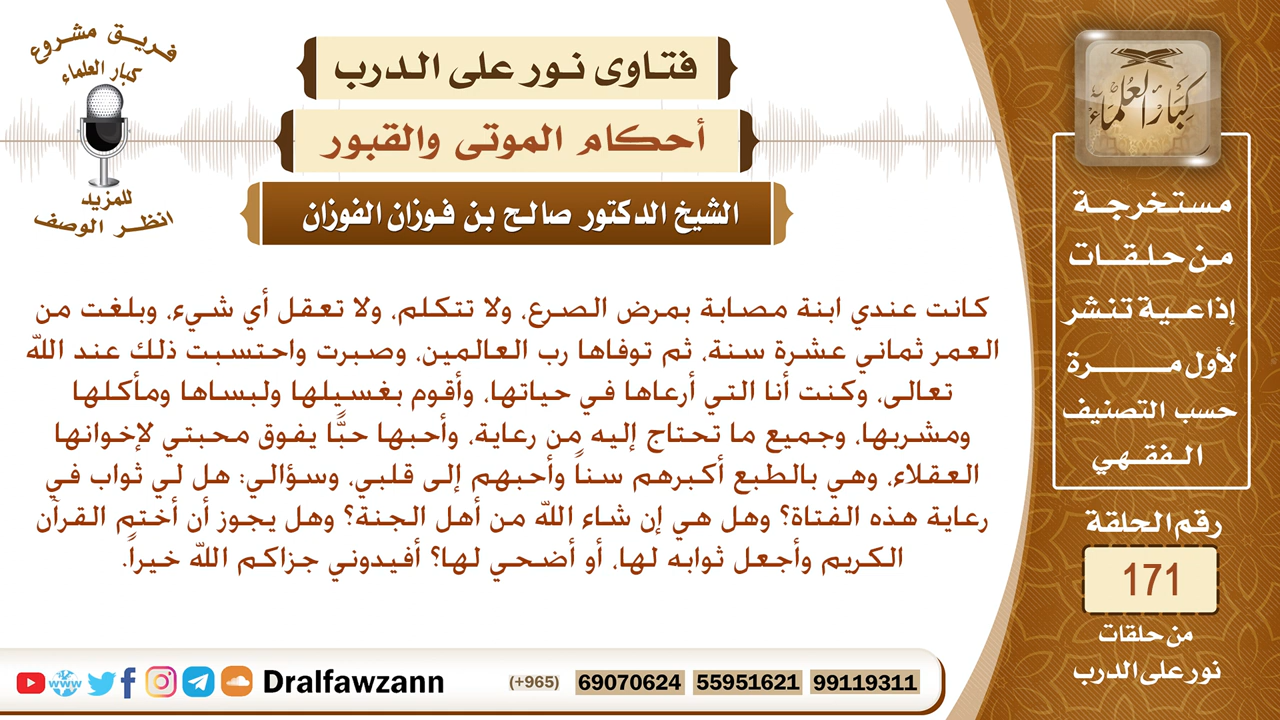 فريق مشروع
كبار العلماء
للمزيد
انظر الوصف
فتاوى نور على الدرب
أحكام الموتى والقبور
الشيخ الدكتور صالح بن فوزان الفوزان
كانت عندي ابنة مصابة بمرض الصرع، ولا تتكلم، ولا تعقل أي شيء، وبلغت من
العمر ثماني عشرة سنة، ثم توفاها رب العالمين، وصبرت واحتسبت ذلك عند الله
تعالى، وكنت أنا التي أرعاها في حياتها، وأقوم بغسيلها ولبساها ومأكلها
ومشربها، وجميع ما تحتاج إليه من رعاية، وأحبها حبًّا يفوق محبتي لإخوانها
العقلاء، وهي بالطبع أكبرهم سناً وأحبهم إلى قلبي، وسؤالي: هل لي ثواب في
رعاية هذه الفتاة؟ وهل هي إن شاء الله من أهل الجنة؟ وهل يجوز أن أختم القرآن
الكريم وأجعل ثوابه لها، أو أضحي لها؟ أفيدوني جزاكم الله خيراً.
كبار العلماء
مستخرجة
من حلقات
إذاعية تنشر
لأول مرة
حسب التصنيف
الفقهي
رقم الحلقة
171
من حلقات
نور على الدرب
www Dralfawzann (+965) 69070624 55951621 99119311